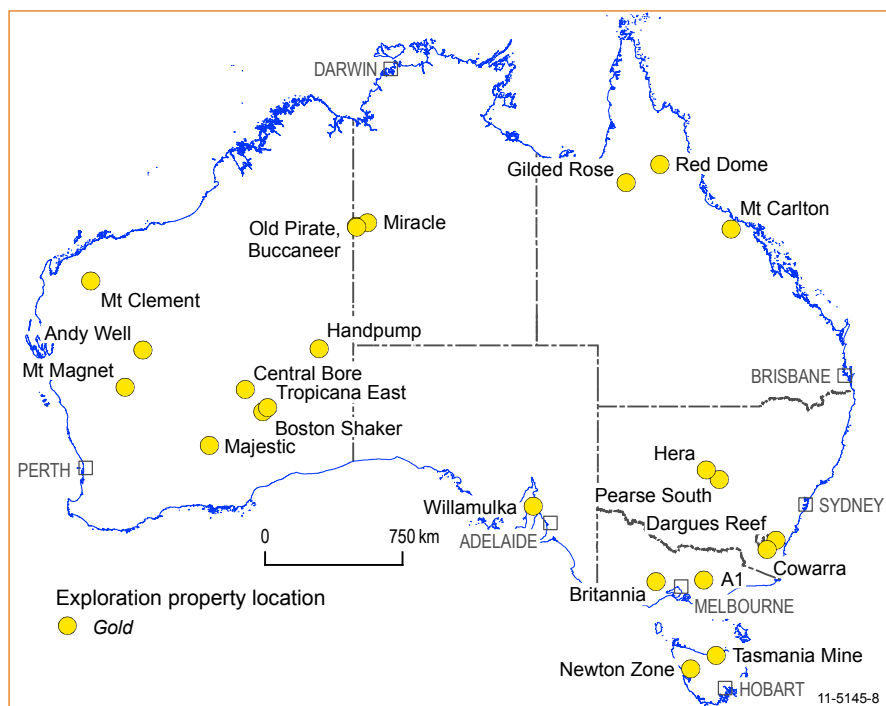 DARWIN
Gilded Rose
Red Dome
Mt Carlton
Old Pirate,
Buccaneer
Miracle
Mt Clement
Andy Well
Handpump
Mt Magnet
Central Bore
Tropicana East
BRISBANE
Boston Shaker
Majestic
Hera
PERTH
Pearse South
Willamulka
SYDNEY
0 750 km
Dargues Reef
ADELAIDE
Cowarra
A1
Britannia
MELBOURNE
Exploration property location
Gold
Tasmania Mine
Newton Zone
HOBART
11-5145-8